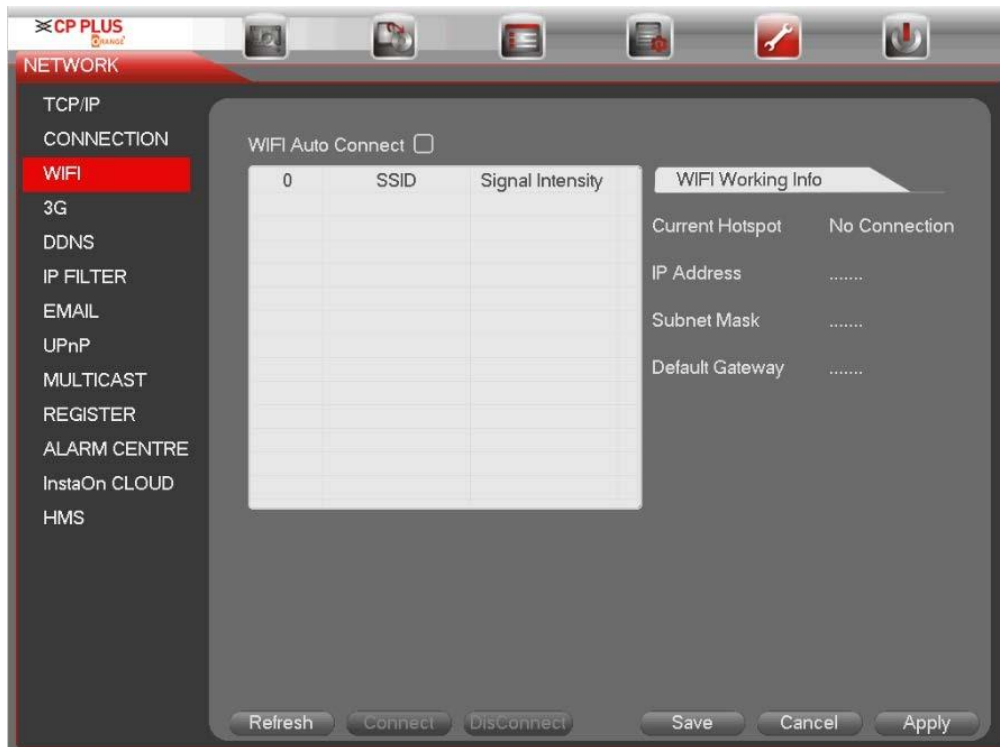 CP PLUS
ORANGE
NETWORK
TCP/IP
CONNECTION
WIFI
3G
DDNS
IP FILTER
EMAIL
UPnP
MULTICAST
REGISTER
ALARM CENTRE
InstaOn CLOUD
HMS
WIFI Auto Connect
0 SSID Signal Intensity
WIFI Working Info
Current Hotspot No Connection
IP Address .......
Subnet Mask .......
Default Gateway .......
Refresh Connect DisConnect Save Cancel Apply